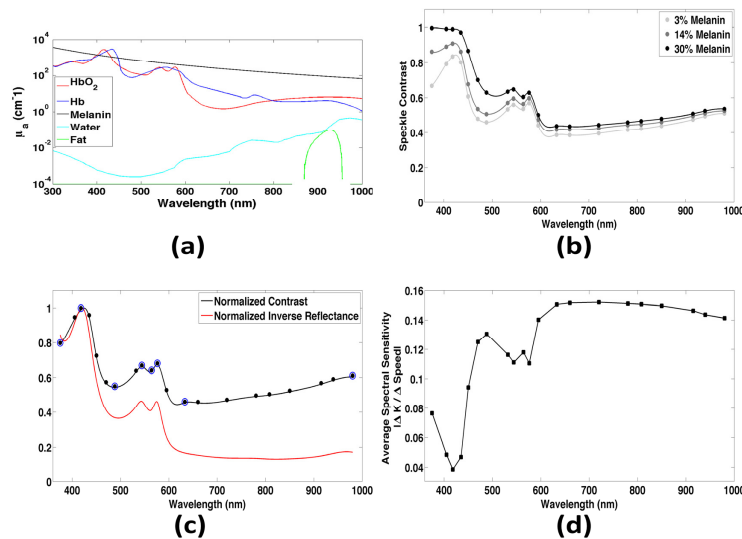 10^4
10^2
10^0
10^-2
10^-4
μa (cm^-1)
HbO2
Hb
Melanin
Water
Fat
300 400 500 600 700 800 900 1000
Wavelength (nm)
(a)
1
0.8
0.6
0.4
0.2
0
Speckle Contrast
3% Melanin
14% Melanin
30% Melanin
400 500 600 700 800 900 1000
Wavelength (nm)
(b)
1
0.8
0.6
0.4
0.2
0
Normalized Contrast
Normalized Inverse Reflectance
400 500 600 700 800 900 1000
Wavelength (nm)
(c)
0.16
0.14
0.12
0.1
0.08
0.06
0.04
Average Spectral Sensitivity
|Δ K / Δ Speed|
400 500 600 700 800 900 1000
Wavelength (nm)
(d)